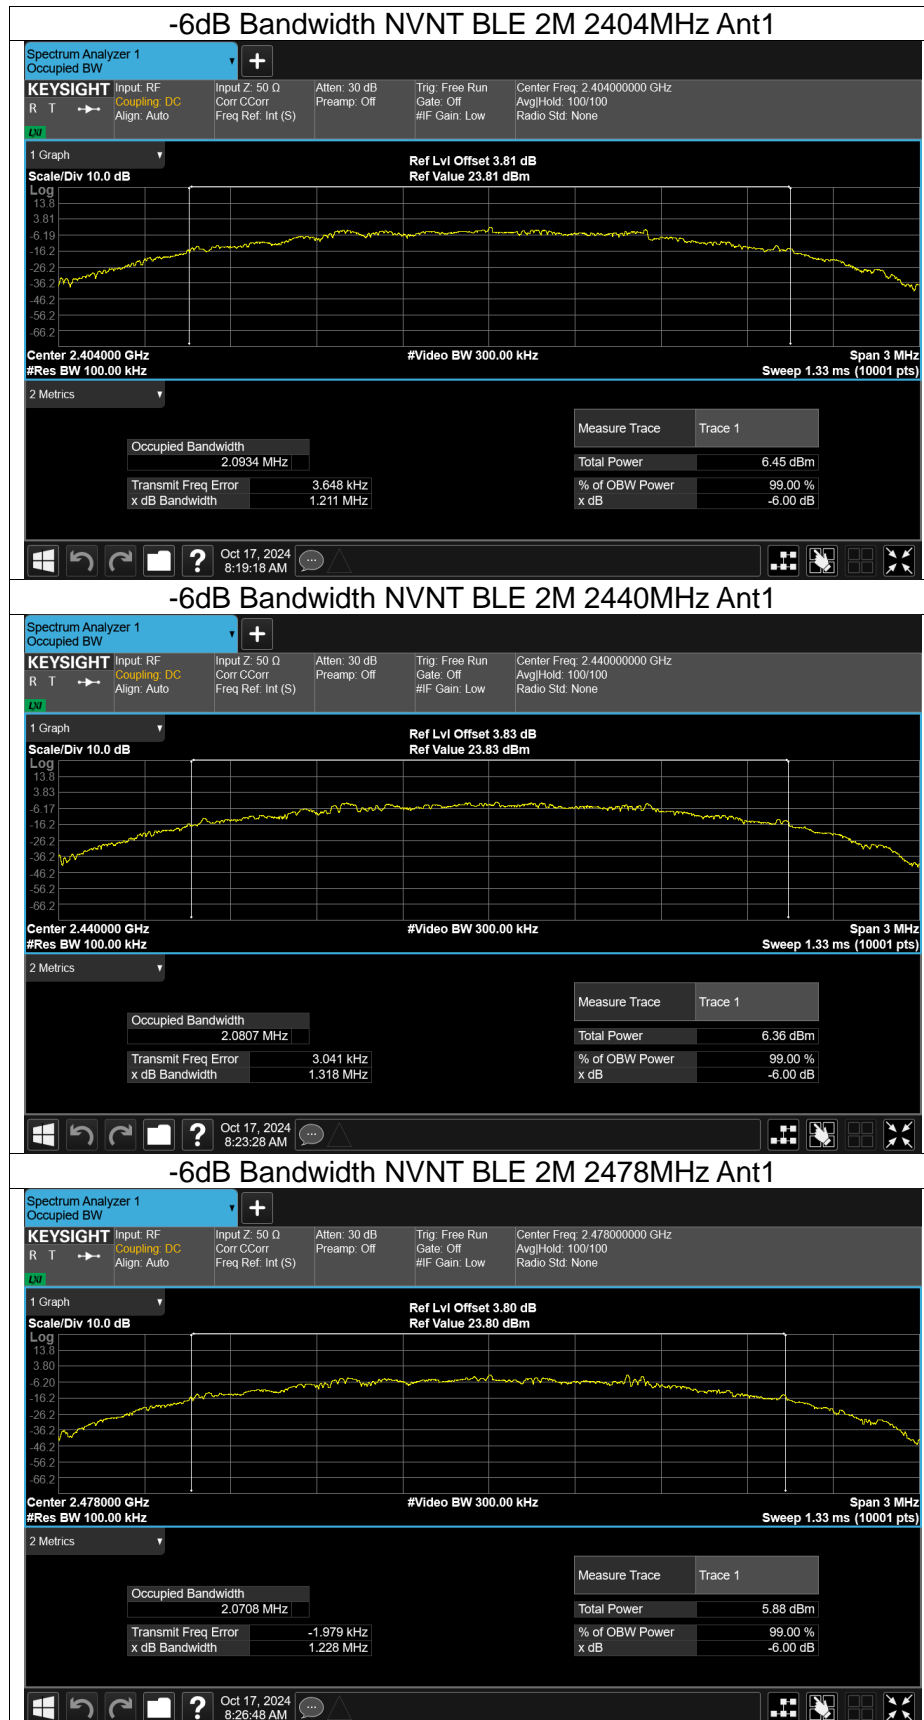 -6dB Bandwidth NVNT BLE 2M 2404MHz Ant1
Spectrum Analyzer 1
Occupied BW
+
KEYSIGHT Input: RF Input Z: 50 Ω Atten: 30 dB Trig: Free Run Center Freq: 2.404000000 GHz
R T Coupling: DC Corr CCorr Preamp: Off Gate: Off Avg|Hold: 100/100
Align: Auto Freq Ref: Int (S) #IF Gain: Low Radio Std: None
LXI
1 Graph
Ref Lvl Offset 3.81 dB
Scale/Div 10.0 dB Ref Value 23.81 dBm
Log
13.8
3.81
-6.19
-16.2
-26.2
-36.2
-46.2
-56.2
-66.2
Center 2.404000 GHz #Video BW 300.00 kHz Span 3 MHz
#Res BW 100.00 kHz Sweep 1.33 ms (10001 pts)
2 Metrics
Measure Trace Trace 1
Occupied Bandwidth
2.0934 MHz Total Power 6.45 dBm
Transmit Freq Error 3.648 kHz % of OBW Power 99.00 %
x dB Bandwidth 1.211 MHz x dB -6.00 dB
? Oct 17, 2024
8:19:18 AM
-6dB Bandwidth NVNT BLE 2M 2440MHz Ant1
Spectrum Analyzer 1
Occupied BW
+
KEYSIGHT Input: RF Input Z: 50 Ω Atten: 30 dB Trig: Free Run Center Freq: 2.440000000 GHz
R T Coupling: DC Corr CCorr Preamp: Off Gate: Off Avg|Hold: 100/100
Align: Auto Freq Ref: Int (S) #IF Gain: Low Radio Std: None
LXI
1 Graph
Ref Lvl Offset 3.83 dB
Scale/Div 10.0 dB Ref Value 23.83 dBm
Log
13.8
3.83
-6.17
-16.2
-26.2
-36.2
-46.2
-56.2
-66.2
Center 2.440000 GHz #Video BW 300.00 kHz Span 3 MHz
#Res BW 100.00 kHz Sweep 1.33 ms (10001 pts)
2 Metrics
Measure Trace Trace 1
Occupied Bandwidth
2.0807 MHz Total Power 6.36 dBm
Transmit Freq Error 3.041 kHz % of OBW Power 99.00 %
x dB Bandwidth 1.318 MHz x dB -6.00 dB
? Oct 17, 2024
8:23:28 AM
-6dB Bandwidth NVNT BLE 2M 2478MHz Ant1
Spectrum Analyzer 1
Occupied BW
+
KEYSIGHT Input: RF Input Z: 50 Ω Atten: 30 dB Trig: Free Run Center Freq: 2.478000000 GHz
R T Coupling: DC Corr CCorr Preamp: Off Gate: Off Avg|Hold: 100/100
Align: Auto Freq Ref: Int (S) #IF Gain: Low Radio Std: None
LXI
1 Graph
Ref Lvl Offset 3.80 dB
Scale/Div 10.0 dB Ref Value 23.80 dBm
Log
13.8
3.80
-6.20
-16.2
-26.2
-36.2
-46.2
-56.2
-66.2
Center 2.478000 GHz #Video BW 300.00 kHz Span 3 MHz
#Res BW 100.00 kHz Sweep 1.33 ms (10001 pts)
2 Metrics
Measure Trace Trace 1
Occupied Bandwidth
2.0708 MHz Total Power 5.88 dBm
Transmit Freq Error -1.979 kHz % of OBW Power 99.00 %
x dB Bandwidth 1.228 MHz x dB -6.00 dB
? Oct 17, 2024
8:26:48 AM